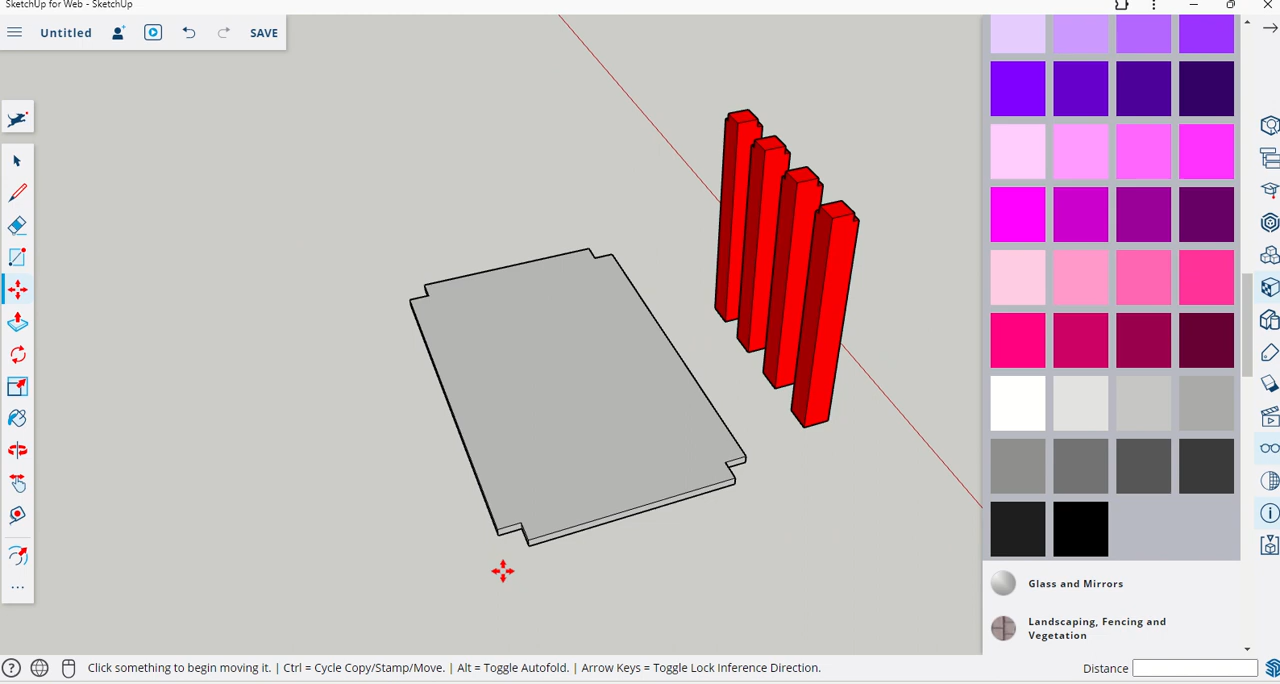 SketchUp for Web - SketchUp
Untitled
SAVE
Glass and Mirrors
Landscaping, Fencing and
Vegetation
Click something to begin moving it. | Ctrl = Cycle Copy/Stamp/Move. | Alt = Toggle Autofold. | Arrow Keys = Toggle Lock Inference Direction.
Distance